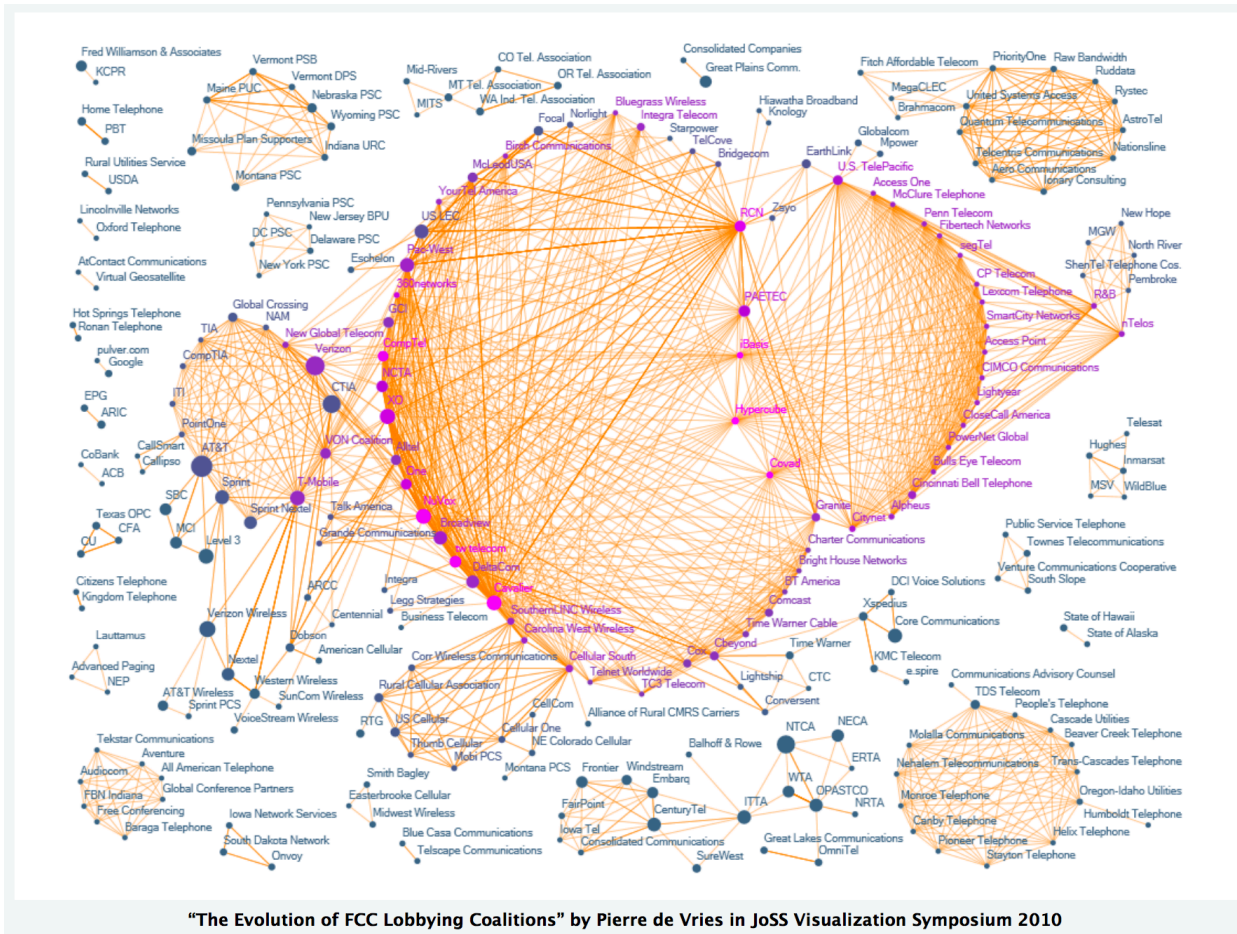 Fred Williamson & Associates
KCPR
Home Telephone
PBT
Rural Utilities Service
USDA
Lincolnville Networks
Oxford Telephone
AtContact Communications
Virtual Geosatellite
Hot Springs Telephone
Ronan Telephone
pulver.com
Google
EPG
ARIC
CoBank
ACB
Texas OPC
CFA
CU
Citizens Telephone
Kingdom Telephone
Lauttamus
Advanced Paging
NEP
Vermont PSB
Vermont DPS
Maine PUC
Nebraska PSC
Wyoming PSC
Missoula Plan Supporters
Indiana URC
Montana PSC
Pennsylvania PSC
New Jersey BPU
DC PSC
Delaware PSC
New York PSC
Eschelon
CO Tel. Association
Mid-Rivers
OR Tel. Association
MT Tel. Association
MITS
WA Ind. Tel. Association
Consolidated Companies
Great Plains Comm.
Hiawatha Broadband
Knology
Globalcom
Mpower
Fitch Affordable Telecom
MegaCLEC
Brahmacom
PriorityOne
Raw Bandwidth
Ruddata
United Systems Access
Rystec
Quantum Telecommunications
AstroTel
Telcentris Communications
Nationsline
Aero Communications
Ionary Consulting
New Hope
MGW
North River
ShenTel Telephone Cos.
Pembroke
R&B
nTelos
Bluegrass Wireless
Integra Telecom
Norlight
Focal
Starpower
TelCove
Bridgecom
Birch Communications
McLeodUSA
YourTel America
US LEC
Pac-West
360networks
GCI
CompTel
NCTA
XO
Alltel
One
NuVox
Broadview
tw telecom
DeltaCom
Cavalier
SouthernLINC Wireless
Carolina West Wireless
Cellular South
Telnet Worldwide
TC3 Telecom
Cox
Cbeyond
Time Warner Cable
Comcast
BT America
Bright House Networks
Charter Communications
Granite
Citynet
Alpheus
Cincinnati Bell Telephone
Bulls Eye Telecom
PowerNet Global
CloseCall America
Lightyear
CIMCO Communications
Access Point
SmartCity Networks
Lexcom Telephone
CP Telecom
segTel
Fibertech Networks
Penn Telecom
McClure Telephone
Access One
U.S. TelePacific
EarthLink
Zayo
RCN
PAETEC
iBasis
Hypercube
Covad
Global Crossing
NAM
TIA
New Global Telecom
Verizon
CompTIA
CTIA
ITI
PointOne
VON Coalition
AT&T
CallSmart
Callipso
T-Mobile
Sprint
Sprint Nextel
SBC
MCI
Level 3
Talk America
Grande Communications
ARCC
Integra
Legg Strategies
Business Telecom
Centennial
Verizon Wireless
Dobson
American Cellular
Nextel
Western Wireless
SunCom Wireless
AT&T Wireless
Sprint PCS
VoiceStream Wireless
Corr Wireless Communications
Rural Cellular Association
RTG
US Cellular
CellCom
Cellular One
Thumb Cellular
NE Colorado Cellular
Mobi PCS
Montana PCS
Alliance of Rural CMRS Carriers
Smith Bagley
Easterbrooke Cellular
Midwest Wireless
Blue Casa Communications
Telscape Communications
Tekstar Communications
Aventure
Audiocom
All American Telephone
FBN Indiana
Global Conference Partners
Free Conferencing
Baraga Telephone
Iowa Network Services
South Dakota Network
Onvoy
Frontier
Windstream
Embarq
FairPoint
CenturyTel
Iowa Tel
Consolidated Communications
SureWest
ITTA
Balhoff & Rowe
NTCA
NECA
ERTA
WTA
OPASTCO
NRTA
Great Lakes Communications
OmniTel
Time Warner
Lightship
CTC
Conversent
DCI Voice Solutions
Xspedius
Core Communications
KMC Telecom
e.spire
Telesat
Hughes
Inmarsat
MSV
WildBlue
Public Service Telephone
Townes Telecommunications
Venture Communications Cooperative
South Slope
State of Hawaii
State of Alaska
Communications Advisory Counsel
TDS Telecom
People's Telephone
Cascade Utilities
Molalla Communications
Beaver Creek Telephone
Nehalem Telecommunications
Trans-Cascades Telephone
Monroe Telephone
Oregon-Idaho Utilities
Canby Telephone
Humboldt Telephone
Helix Telephone
Pioneer Telephone
Stayton Telephone
“The Evolution of FCC Lobbying Coalitions” by Pierre de Vries in JoSS Visualization Symposium 2010